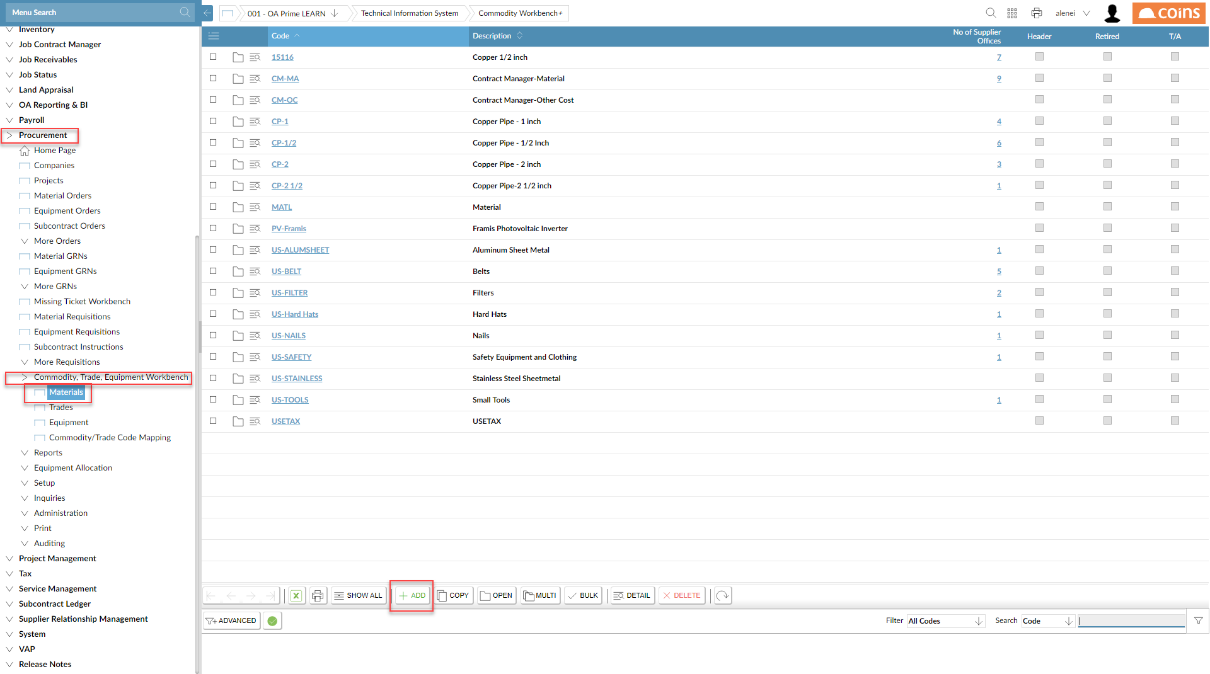 Menu Search
001 - OA Prime LEARN
Technical Information System
Commodity Workbench
alenei
coins
Inventory
Job Contract Manager
Job Receivables
Job Status
Land Appraisal
OA Reporting & BI
Payroll
Procurement
Home Page
Companies
Projects
Material Orders
Equipment Orders
Subcontract Orders
More Orders
Material GRNs
Equipment GRNs
More GRNs
Missing Ticket Workbench
Material Requisitions
Equipment Requisitions
Subcontract Instructions
More Requisitions
Commodity, Trade, Equipment Workbench
Materials
Trades
Equipment
Commodity/Trade Code Mapping
Reports
Equipment Allocation
Setup
Inquiries
Administration
Print
Auditing
Project Management
Tax
Service Management
Subcontract Ledger
Supplier Relationship Management
System
VAP
Release Notes
Code Description No of Supplier Offices Header Retired T/A
15116 Copper 1/2 inch 7
CM-MA Contract Manager-Material 9
CM-OC Contract Manager-Other Cost
CP-1 Copper Pipe - 1 inch 4
CP-1/2 Copper Pipe - 1/2 Inch 6
CP-2 Copper Pipe - 2 inch 3
CP-2 1/2 Copper Pipe-2 1/2 inch 1
MATL Material
PV-Framis Framis Photovoltaic Inverter
US-ALUMSHEET Aluminum Sheet Metal 1
US-BELT Belts 5
US-FILTER Filters 2
US-Hard Hats Hard Hats 1
US-NAILS Nails 1
US-SAFETY Safety Equipment and Clothing 1
US-STAINLESS Stainless Steel Sheetmetal
US-TOOLS Small Tools 1
USETAX USETAX
SHOW ALL ADD COPY OPEN MULTI BULK DETAIL DELETE
ADVANCED Filter All Codes Search Code